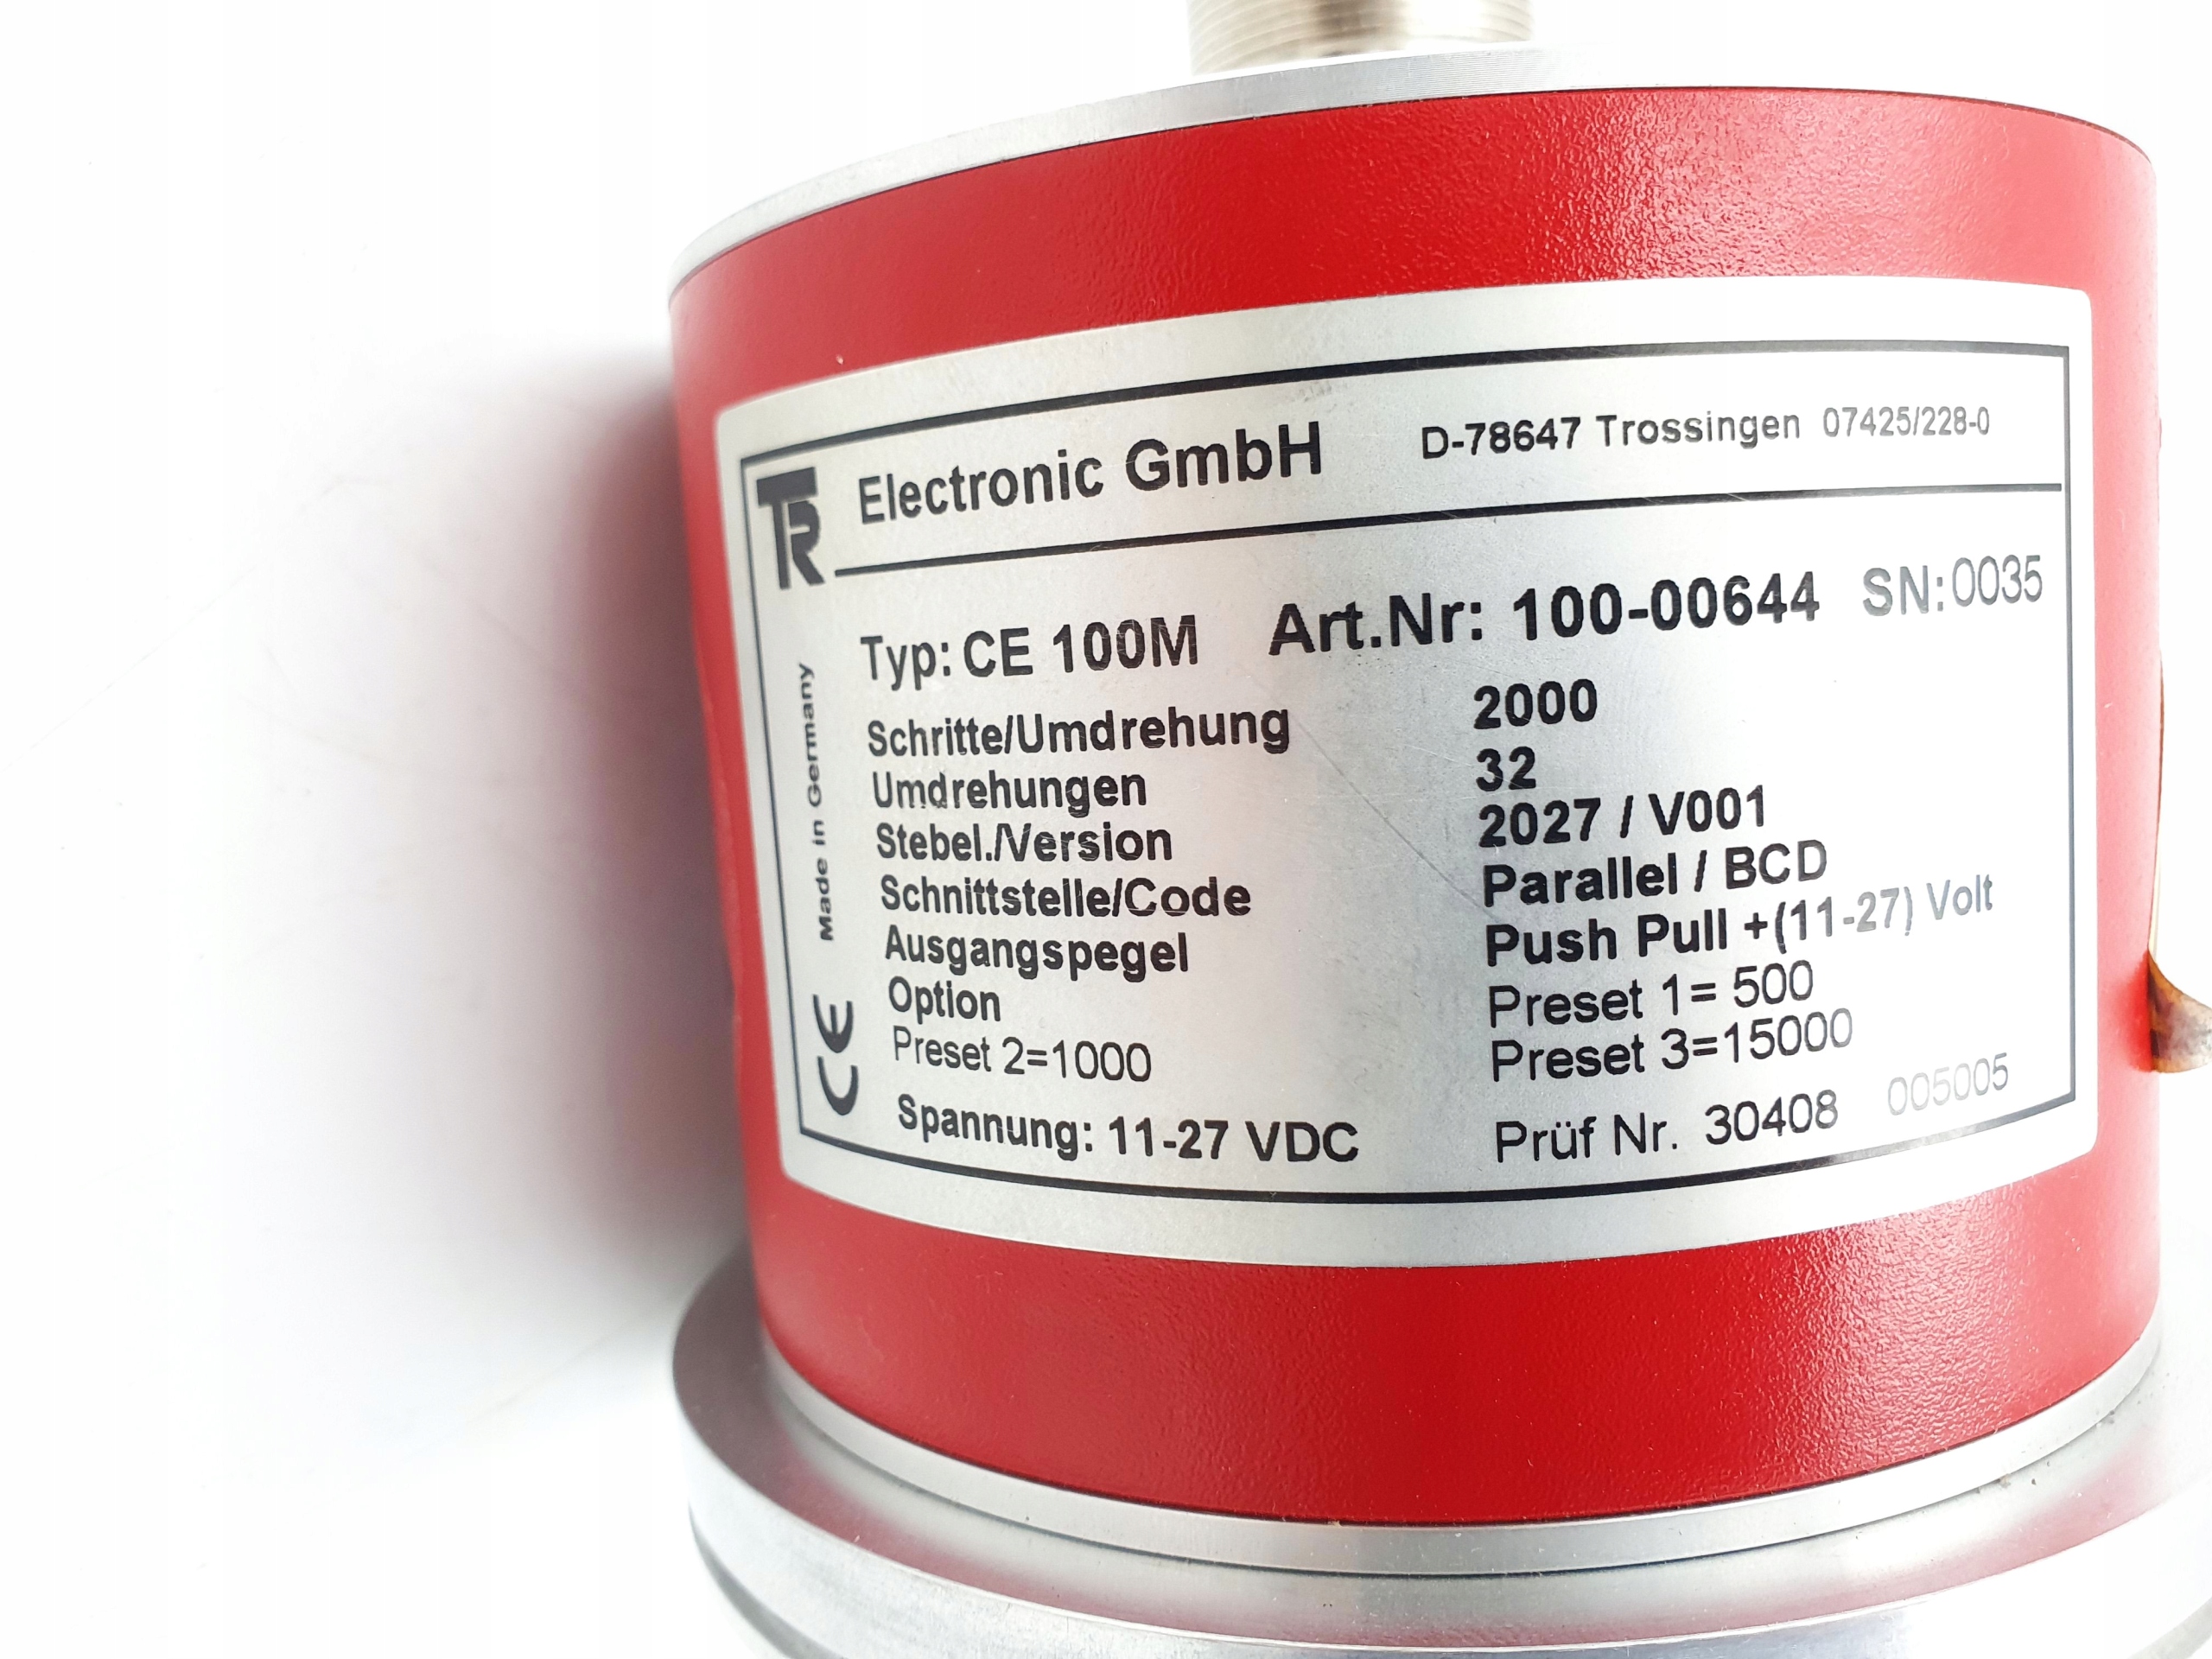 TR Electronic GmbH D-78647 Trossingen 07425/228-0
Typ: CE 100M Art.Nr: 100-00644 SN:0035
Schritte/Umdrehung 2000
Umdrehungen 32
Stebel./Version 2027 / V001
Schnittstelle/Code Parallel / BCD
Ausgangspegel Push Pull +(11-27) Volt
Option Preset 1= 500
Preset 2=1000 Preset 3=15000
Spannung: 11-27 VDC Prüf Nr. 30408 005005
Made in Germany
CE